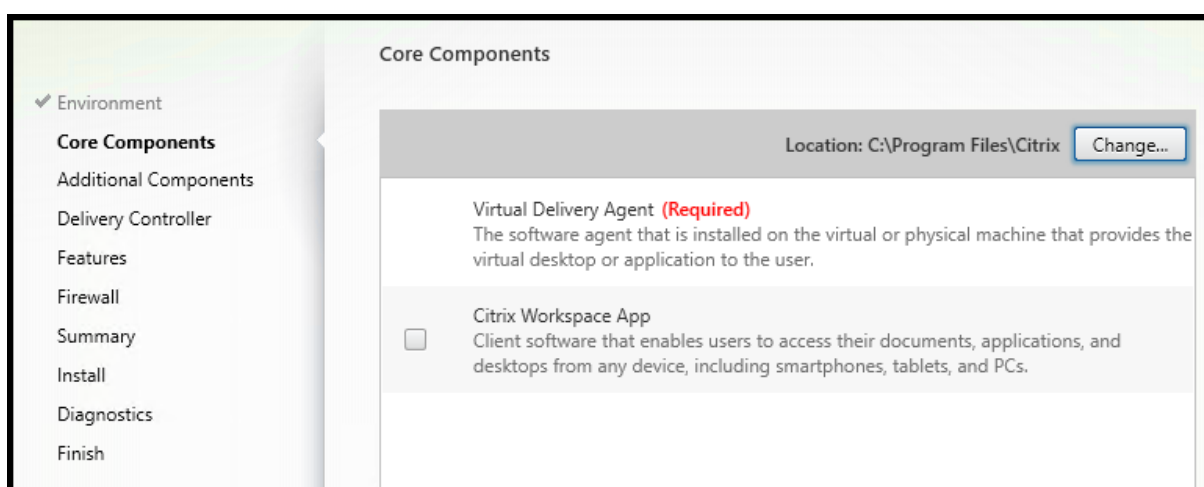 Core Components
Environment
Core Components
Additional Components
Delivery Controller
Features
Firewall
Summary
Install
Diagnostics
Finish
Location: C:\Program Files\Citrix Change...
Virtual Delivery Agent (Required)
The software agent that is installed on the virtual or physical machine that provides the
virtual desktop or application to the user.
Citrix Workspace App
Client software that enables users to access their documents, applications, and
desktops from any device, including smartphones, tablets, and PCs.